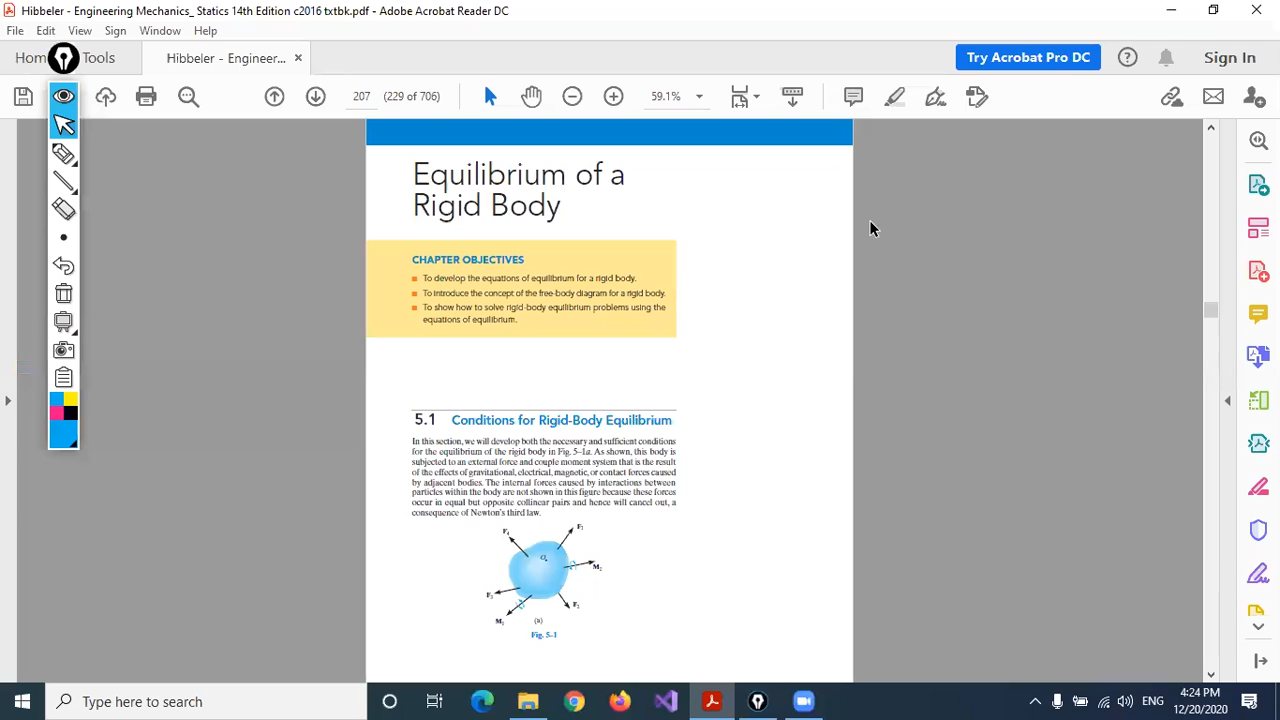 Hibbeler - Engineering Mechanics_ Statics 14th Edition c2016 txtbk.pdf - Adobe Acrobat Reader DC
File Edit View Sign Window Help
Tools
Hibbeler - Engineer... ×
Try Acrobat Pro DC
Sign In
207 (229 of 706)
59.1%
Equilibrium of a
Rigid Body
CHAPTER OBJECTIVES
■ To develop the equations of equilibrium for a rigid body.
■ To introduce the concept of the free-body diagram for a rigid body.
■ To show how to solve rigid-body equilibrium problems using the
equations of equilibrium.
5.1 Conditions for Rigid-Body Equilibrium
In this section, we will develop both the necessary and sufficient conditions
for the equilibrium of the rigid body in Fig. 5–1a. As shown, this body is
subjected to an external force and couple moment system that is the result
of the effects of gravitational, electrical, magnetic, or contact forces caused
by adjacent bodies. The internal forces caused by interactions between
particles within the body are not shown in this figure because these forces
occur in equal but opposite collinear pairs and hence will cancel out, a
consequence of Newton's third law.
O
(a)
Fig. 5–1
Type here to search
ENG
4:24 PM
12/20/2020